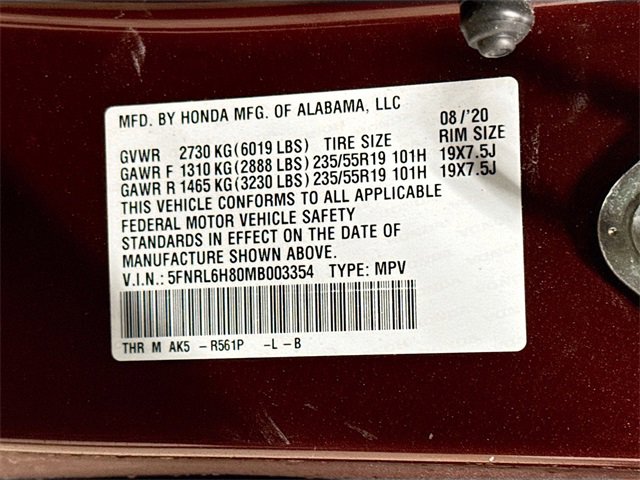 MFD. BY HONDA MFG. OF ALABAMA, LLC 08/'20
GVWR 2730 KG(6019 LBS) TIRE SIZE RIM SIZE
GAWR F 1310 KG(2888 LBS) 235/55R19 101H 19X7.5J
GAWR R 1465 KG(3230 LBS) 235/55R19 101H 19X7.5J
THIS VEHICLE CONFORMS TO ALL APPLICABLE
FEDERAL MOTOR VEHICLE SAFETY
STANDARDS IN EFFECT ON THE DATE OF
MANUFACTURE SHOWN ABOVE.
V.I.N.: 5FNRL6H80MB003354 TYPE: MPV
THR M AK5 -R561P -L-B